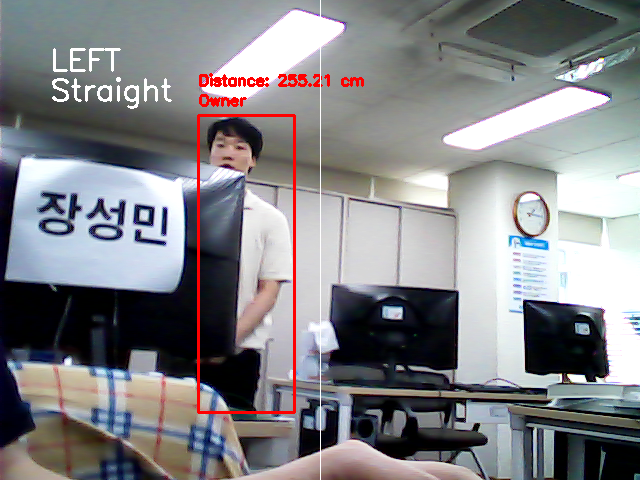 LEFT
Straight
Distance: 255.21 cm
Owner
장성민